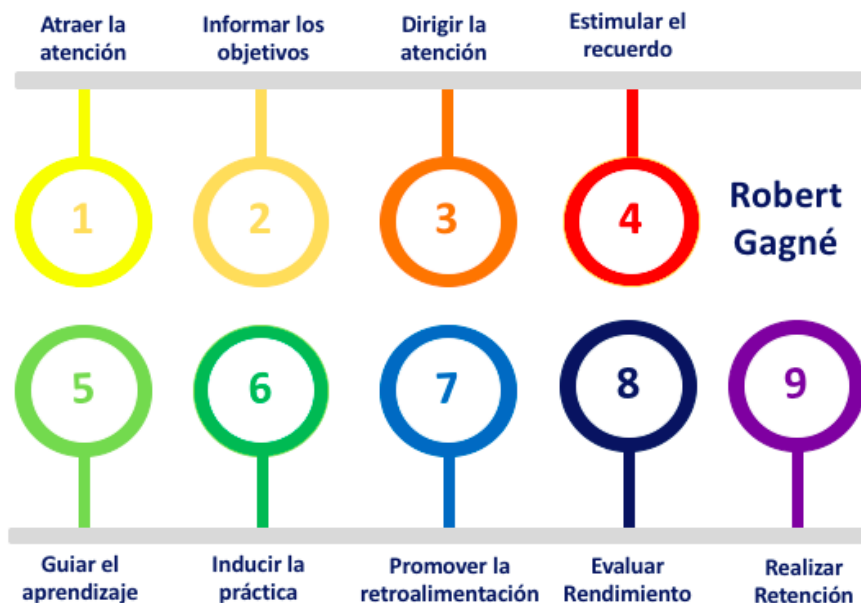 Atraer la
atención
Informar los
objetivos
Dirigir la
atención
Estimular el
recuerdo
1
2
3
4
Robert
Gagné
5
6
7
8
9
Guiar el
aprendizaje
Inducir la
práctica
Promover la
retroalimentación
Evaluar
Rendimiento
Realizar
Retención